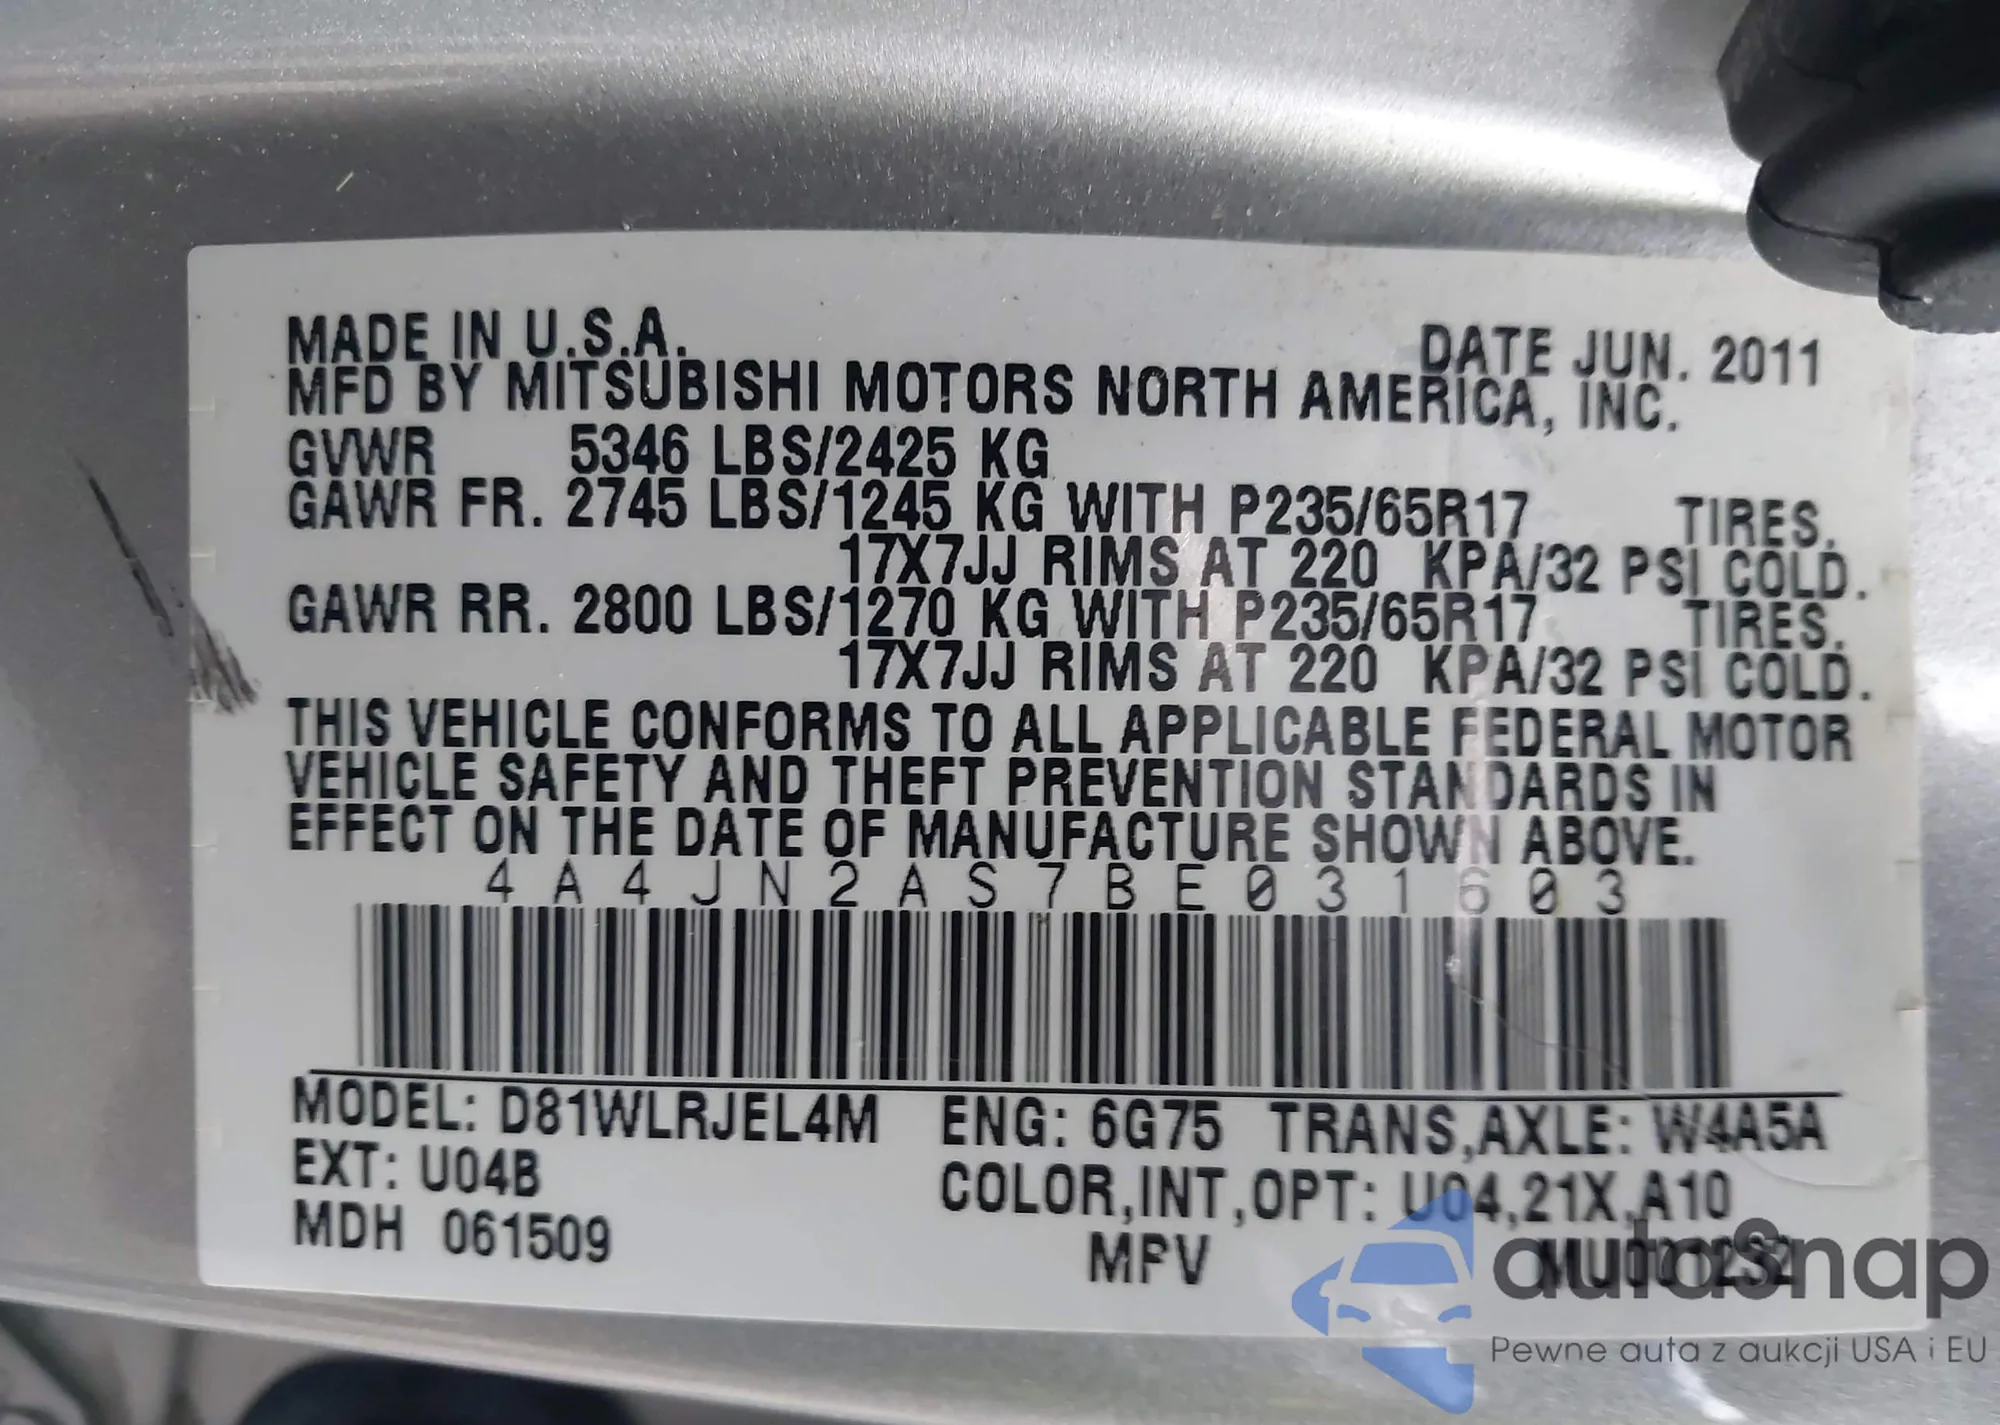 MADE IN U.S.A. DATE JUN. 2011
MFD BY MITSUBISHI MOTORS NORTH AMERICA, INC.
GVWR 5346 LBS/2425 KG
GAWR FR. 2745 LBS/1245 KG WITH P235/65R17 TIRES.
17X7JJ RIMS AT 220 KPA/32 PSI COLD.
GAWR RR. 2800 LBS/1270 KG WITH P235/65R17 TIRES.
17X7JJ RIMS AT 220 KPA/32 PSI COLD.
THIS VEHICLE CONFORMS TO ALL APPLICABLE FEDERAL MOTOR
VEHICLE SAFETY AND THEFT PREVENTION STANDARDS IN
EFFECT ON THE DATE OF MANUFACTURE SHOWN ABOVE.
4A4JN2AS7BE031603
MODEL: D81WLRJEL4M ENG: 6G75 TRANS,AXLE: W4A5A
EXT: U04B COLOR,INT,OPT: U04,21X,A10
MDH 061509 MPV
autoSnap
Pewne auta z aukcji USA i EU